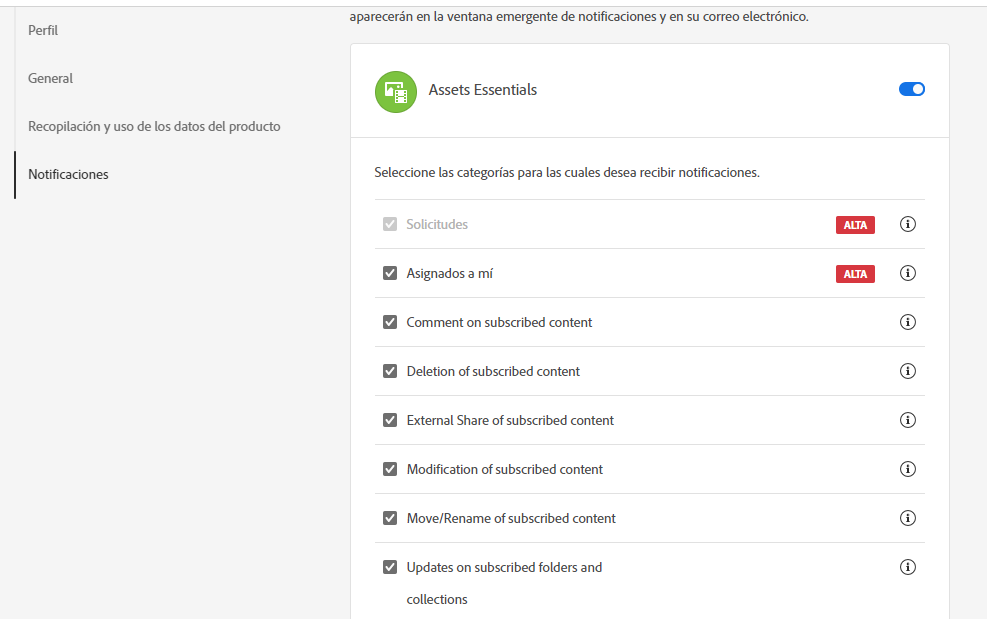 aparecerán en la ventana emergente de notificaciones y en su correo electrónico.
Perfil
General
Recopilación y uso de los datos del producto
Notificaciones
Assets Essentials
Seleccione las categorías para las cuales desea recibir notificaciones.
Solicitudes ALTA
Asignados a mí ALTA
Comment on subscribed content
Deletion of subscribed content
External Share of subscribed content
Modification of subscribed content
Move/Rename of subscribed content
Updates on subscribed folders and
collections